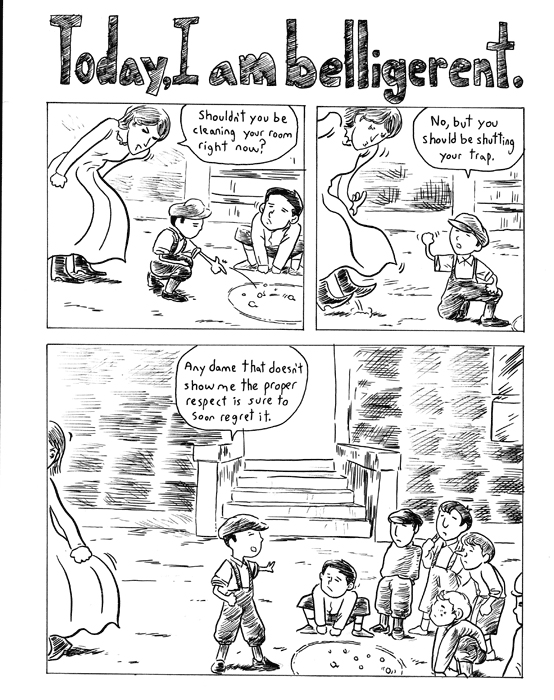 Today, I am belligerent.
Shouldn't you be
cleaning your room
right now?
No, but you
should be shutting
your trap.
Any dame that doesn't
show me the proper
respect is sure to
soon regret it.